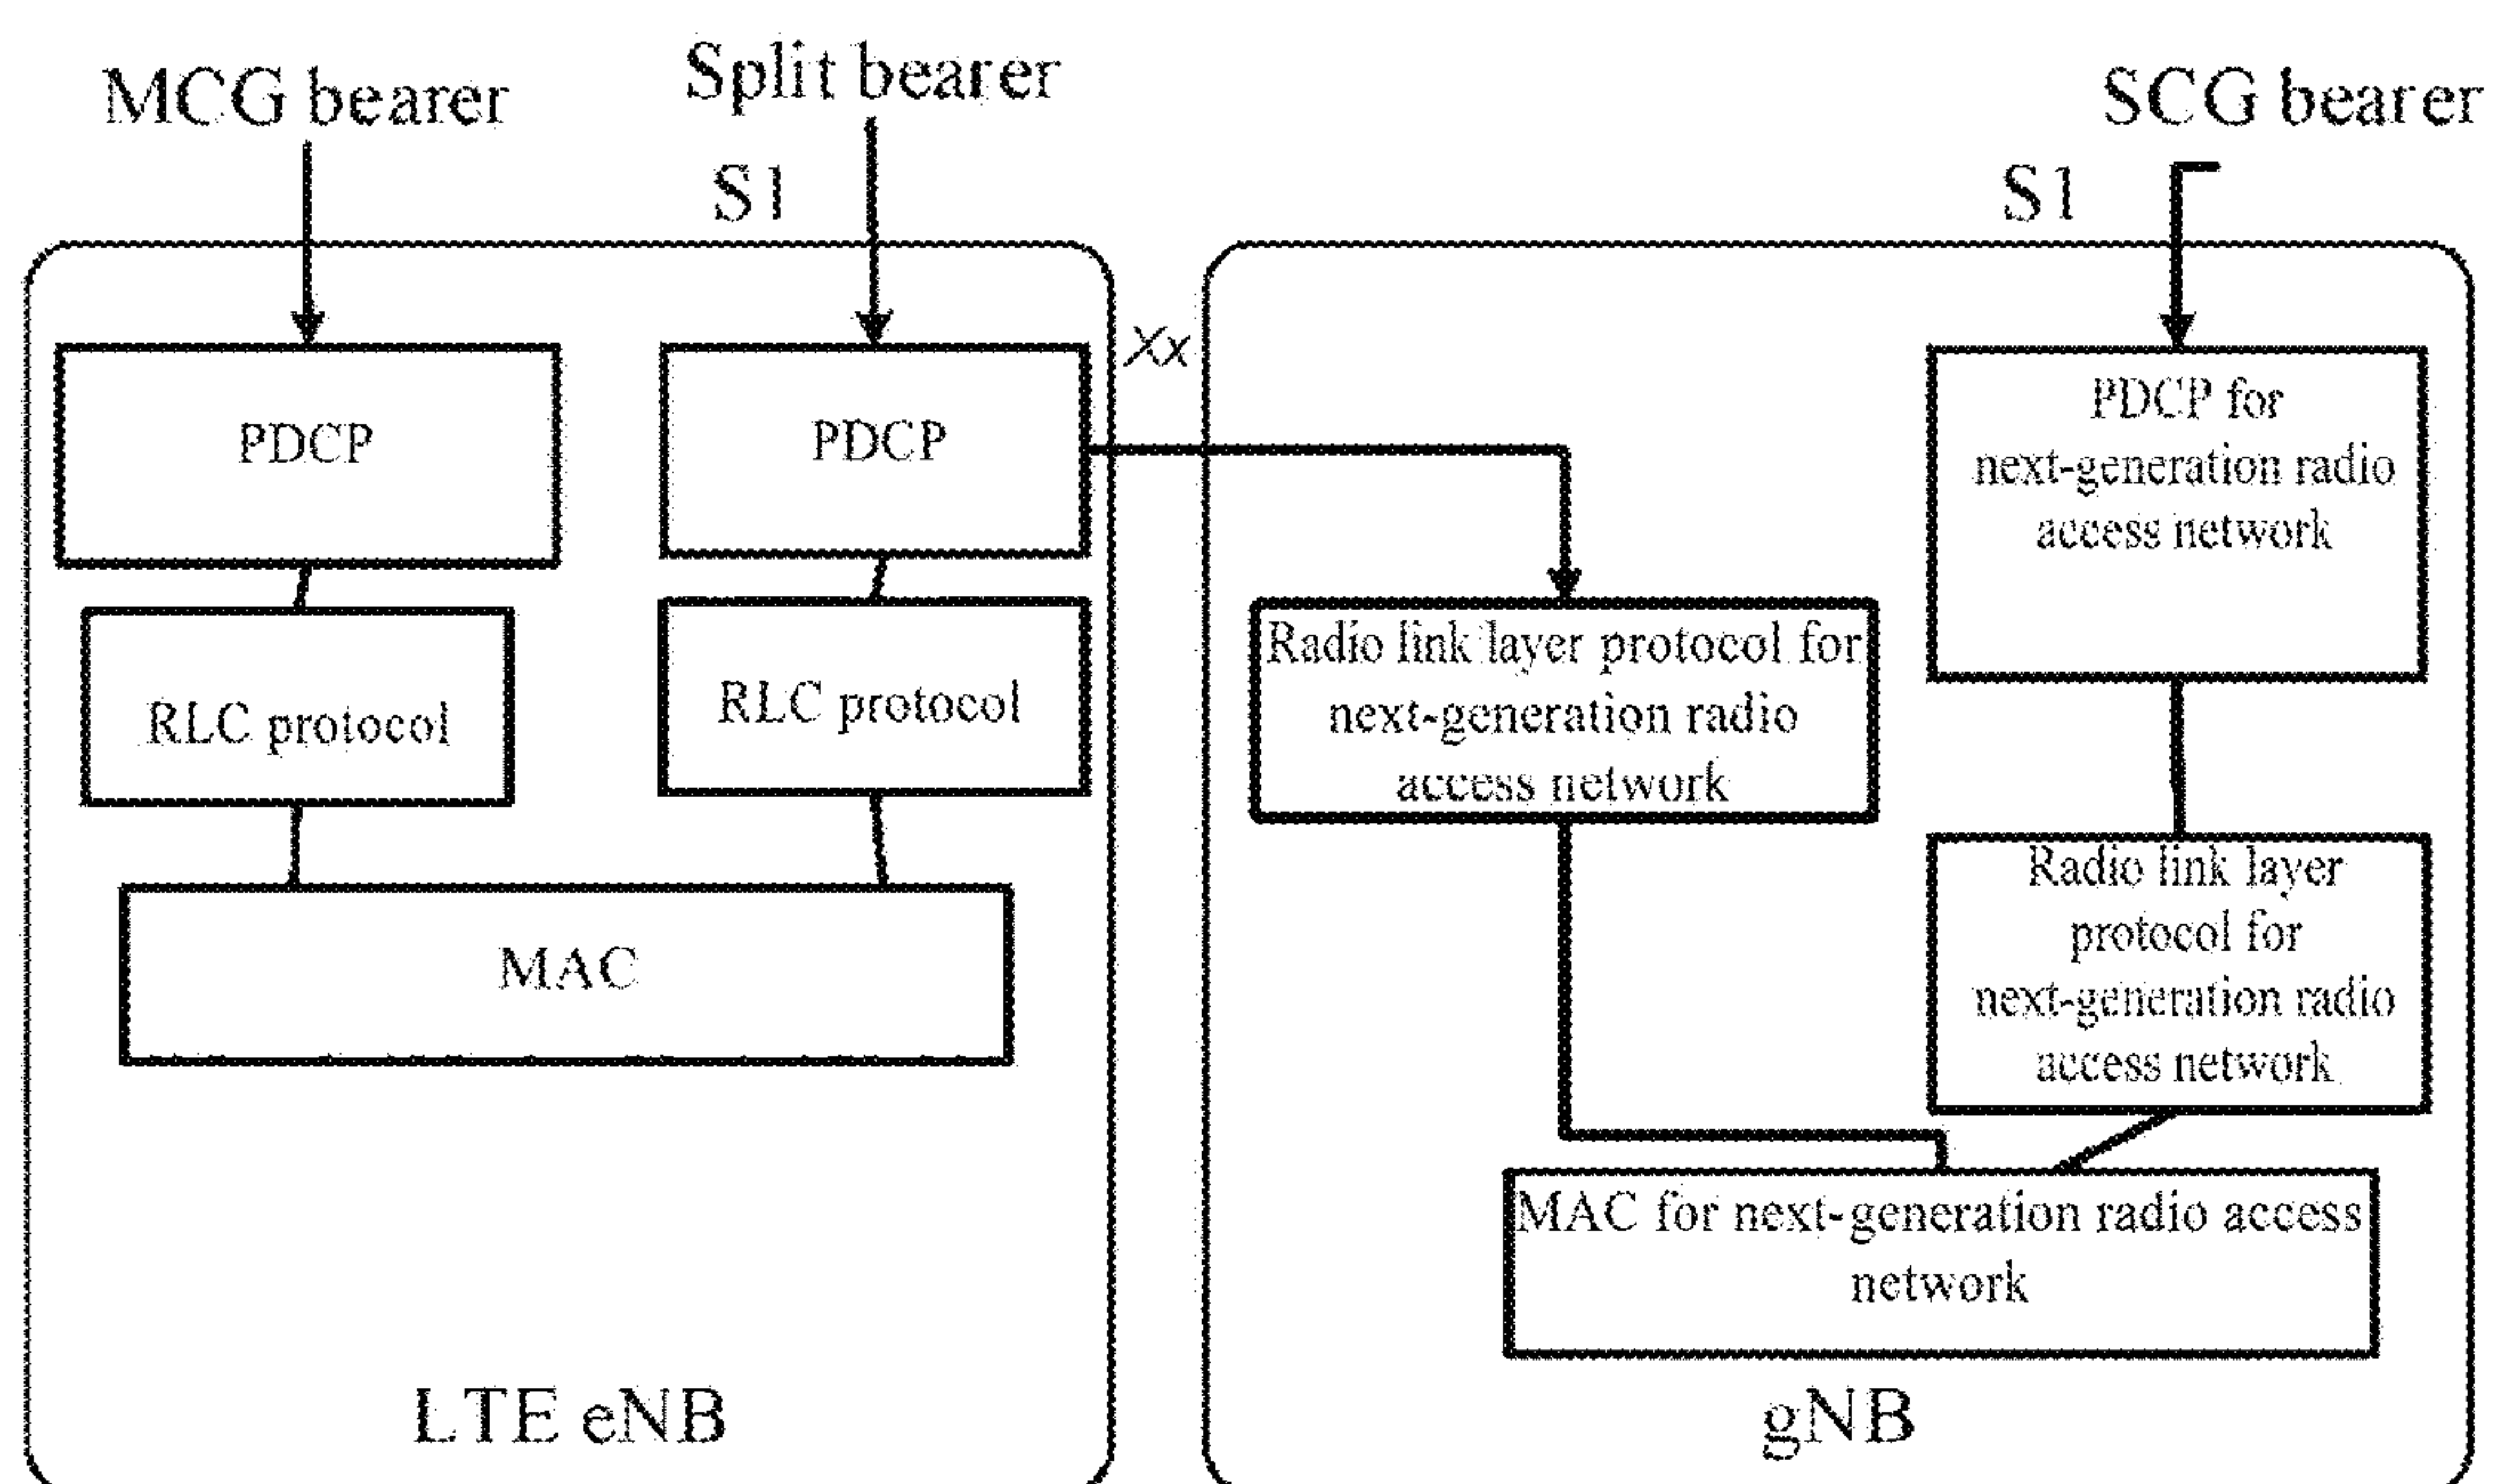 MCG bearer
Split bearer
SCG bearer
S1
S1
Xx
PDCP
PDCP
PDCP for
next-generation radio
access network
RLC protocol
RLC protocol
Radio link layer protocol for
next-generation radio
access network
Radio link layer
protocol for
next-generation radio
access network
MAC
MAC for next-generation radio access
network
LTE eNB
gNB